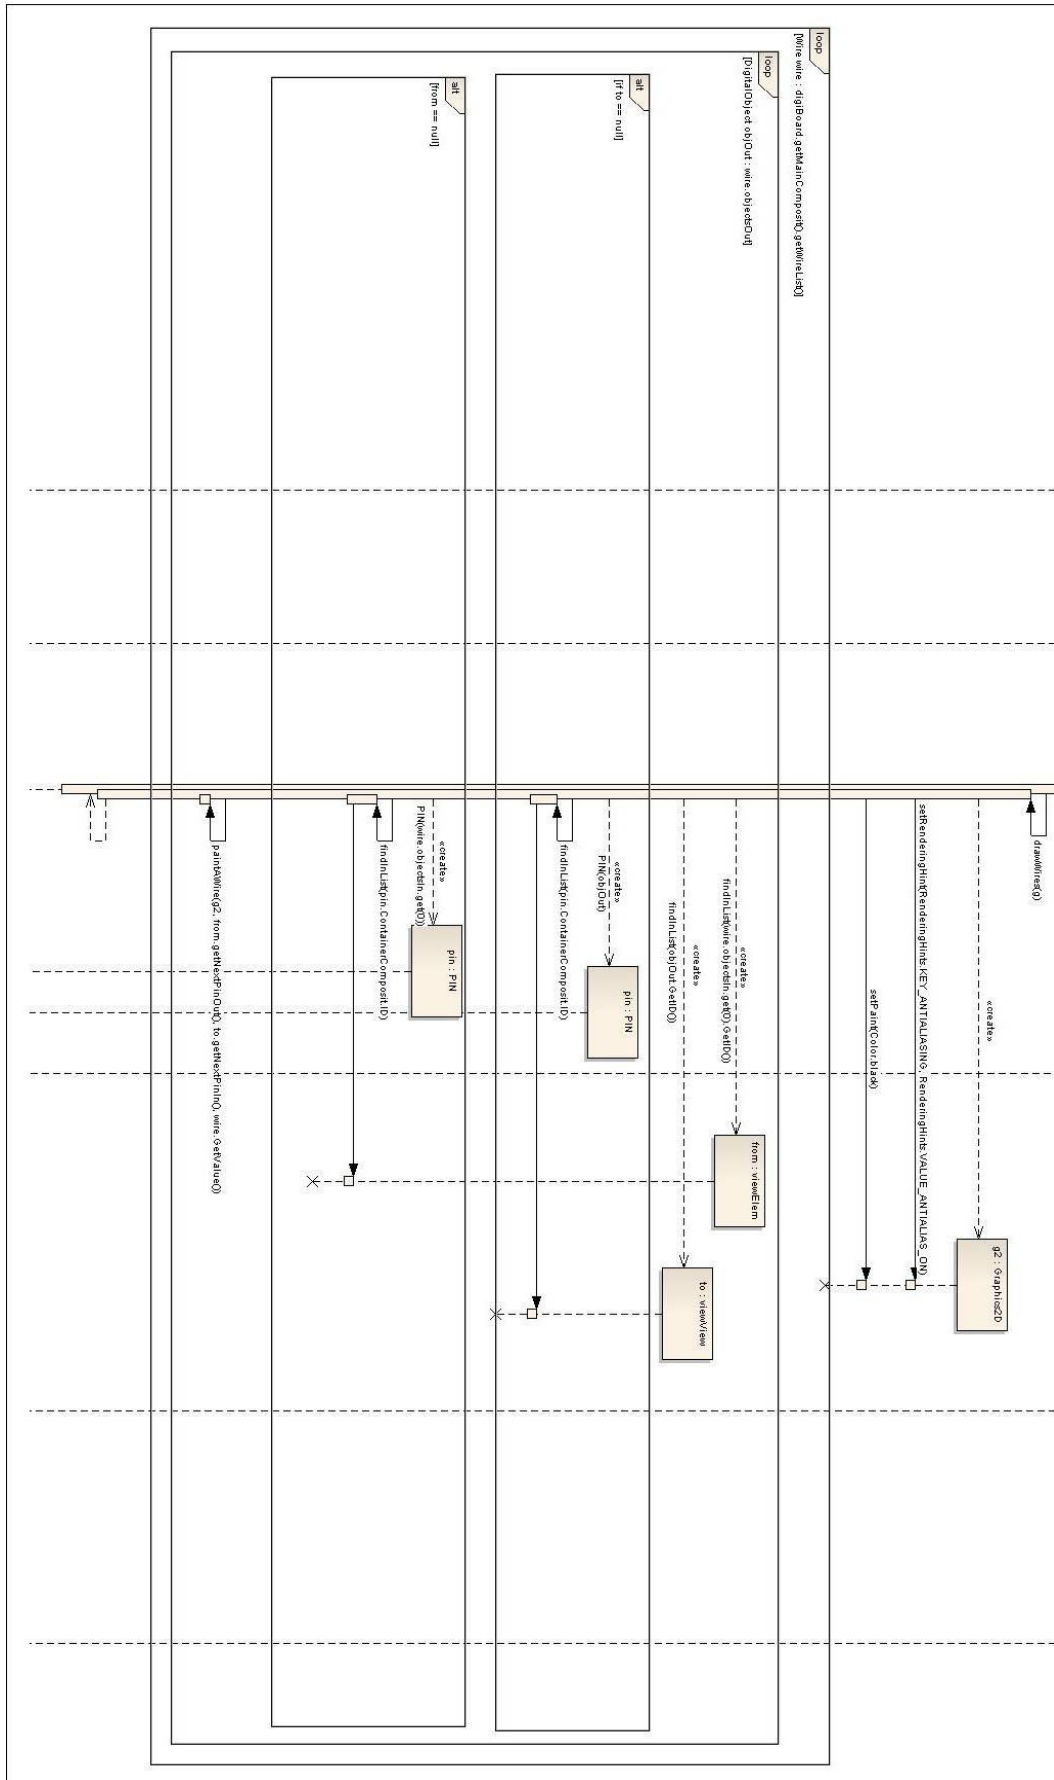 drawWires(g)
«create»
g2 : Graphics2D
setRenderingHint(RenderingHints.KEY_ANTIALIASING, RenderingHints.VALUE_ANTIALIAS_ON)
setPaint(Color.black)
loop
[Wire wire : digiBoard.getMainComposit().getWireList()]
loop
[DigitalObject objOut : wire.objectsOut]
«create»
findInList(wire.objectsIn.get(0).GetID())
from : viewElem
«create»
findInList(objOut.GetID())
to : viewView
alt
[if to == null]
«create»
PIN(objOut)
pin : PIN
findInList(pin.ContainerComposit.ID)
alt
[from == null]
«create»
PIN(wire.objectsIn.get(0))
pin : PIN
findInList(pin.ContainerComposit.ID)
paintAWire(g2, from.getNextPinOut(), to.getNextPinIn(), wire.GetValue())